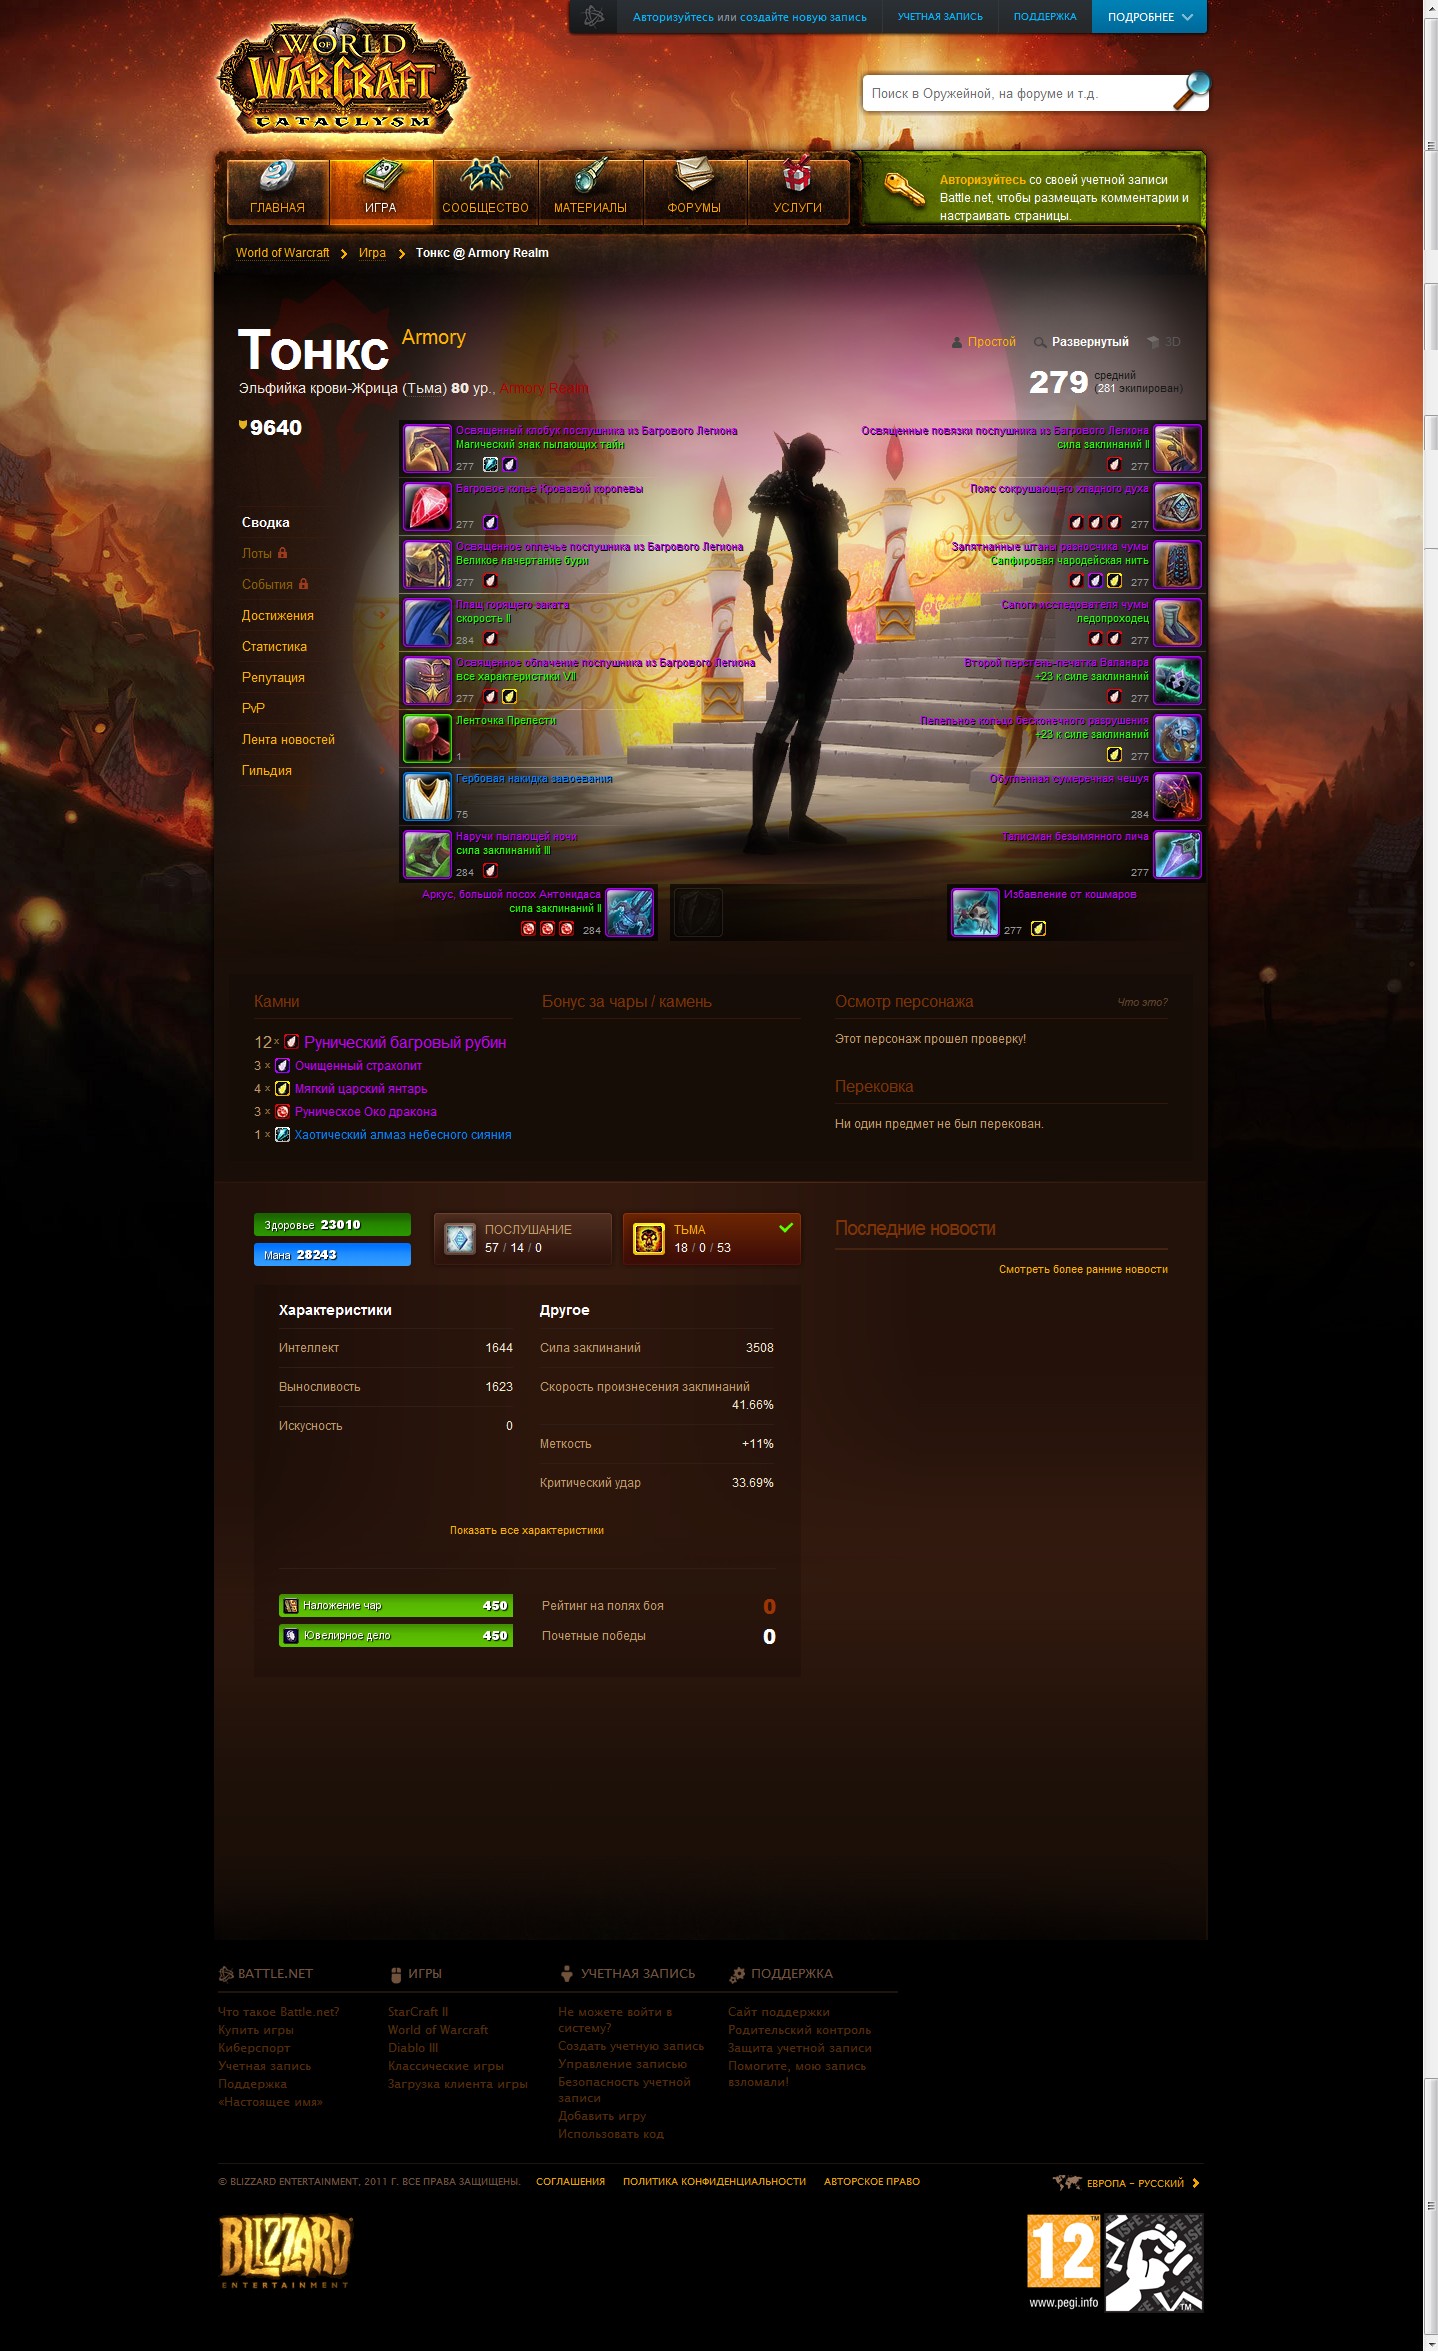 WORLD OF WARCRAFT
CATACLYSM
Авторизуйтесь или создайте новую запись
УЧЕТНАЯ ЗАПИСЬ
ПОДДЕРЖКА
ПОДРОБНЕЕ
Поиск в Оружейной, на форуме и т.д.
ГЛАВНАЯ
ИГРА
СООБЩЕСТВО
МАТЕРИАЛЫ
ФОРУМЫ
УСЛУГИ
Авторизуйтесь со своей учетной записи
Battle.net, чтобы размещать комментарии и
настраивать страницы.
World of Warcraft
Игра
Тонкс @ Armory Realm
Тонкс Armory
Эльфийка крови-Жрица (Тьма) 80 ур., Armory Realm
Простой
Развернутый
3D
279 средний
(281 экипирован)
9640
Сводка
Лоты
События
Достижения
Статистика
Репутация
PvP
Лента новостей
Гильдия
Освященный клобук послушника из Багрового Легиона
Магический знак пылающих тайн
277
Багровое колье Кровавой королевы
277
Освященное оплечье послушника из Багрового Легиона
Великое начертание бури
277
Плащ горящего заката
скорость II
284
Освященное облачение послушника из Багрового Легиона
все характеристики VII
277
Ленточка Прелести
1
Гербовая накидка завоевания
75
Наручи пылающей ночи
сила заклинаний III
284
Освященные повязки послушника из Багрового Легиона
сила заклинаний II
277
Пояс сокрушающего хладного духа
277
Запятнанные штаны разносчика чумы
Сапфировая чародейская нить
277
Сапоги исследователя чумы
ледопроходец
277
Второй перстень-печатка Валанара
+23 к силе заклинаний
277
Пепельное кольцо бесконечного разрушения
+23 к силе заклинаний
277
Обугленная сумеречная чешуя
284
Талисман безымянного лича
277
Аркус, большой посох Антонидаса
сила заклинаний II
284
Избавление от кошмаров
277
Камни
12 x Рунический багровый рубин
3 x Очищенный страхолит
4 x Мягкий царский янтарь
3 x Руническое Око дракона
1 x Хаотический алмаз небесного сияния
Бонус за чары / камень
Осмотр персонажа
Что это?
Этот персонаж прошел проверку!
Перековка
Ни один предмет не был перекован.
Здоровье 23010
Мана 28243
ПОСЛУШАНИЕ
57 / 14 / 0
ТЬМА
18 / 0 / 53
Последние новости
Смотреть более ранние новости
Характеристики
Интеллект 1644
Выносливость 1623
Искусность 0
Другое
Сила заклинаний 3508
Скорость произнесения заклинаний
41.66%
Меткость +11%
Критический удар 33.69%
Показать все характеристики
Наложение чар 450
Ювелирное дело 450
Рейтинг на полях боя 0
Почетные победы 0
BATTLE.NET
Что такое Battle.net?
Купить игры
Киберспорт
Учетная запись
Поддержка
«Настоящее имя»
ИГРЫ
StarCraft II
World of Warcraft
Diablo III
Классические игры
Загрузка клиента игры
УЧЕТНАЯ ЗАПИСЬ
Не можете войти в
систему?
Создать учетную запись
Управление записью
Безопасность учетной
записи
Добавить игру
Использовать код
ПОДДЕРЖКА
Сайт поддержки
Родительский контроль
Защита учетной записи
Помогите, мою запись
взломали!
© BLIZZARD ENTERTAINMENT, 2011 Г. ВСЕ ПРАВА ЗАЩИЩЕНЫ.
СОГЛАШЕНИЯ
ПОЛИТИКА КОНФИДЕНЦИАЛЬНОСТИ
АВТОРСКОЕ ПРАВО
ЕВРОПА – РУССКИЙ
BLIZZARD
ENTERTAINMENT
12
www.pegi.info
ISFE
TM